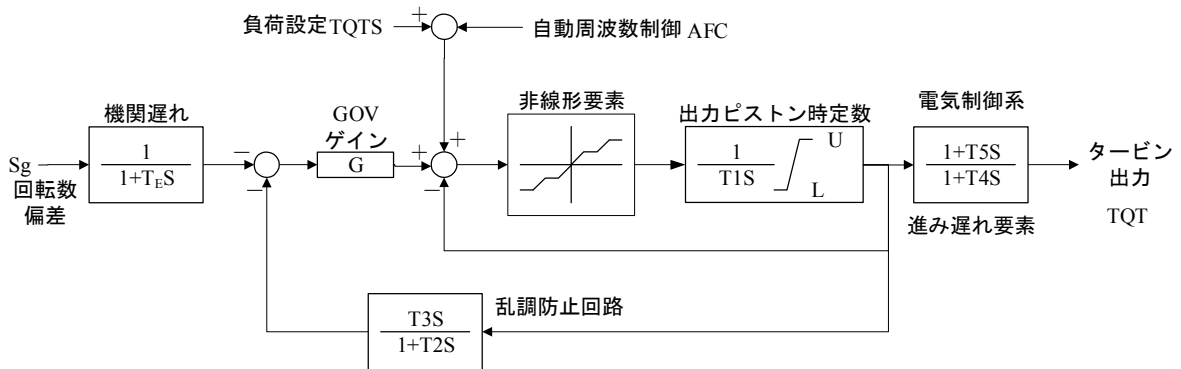 負荷設定TQTS
+
自動周波数制御 AFC
機関遅れ
GOV
ゲイン
非線形要素
出力ピストン時定数
電気制御系
Sg
回転数
偏差
1
1+TES
−
−
G
+
+
−
1
T1S
U
L
1+T5S
1+T4S
タービン
出力
TQT
進み遅れ要素
T3S
1+T2S
乱調防止回路